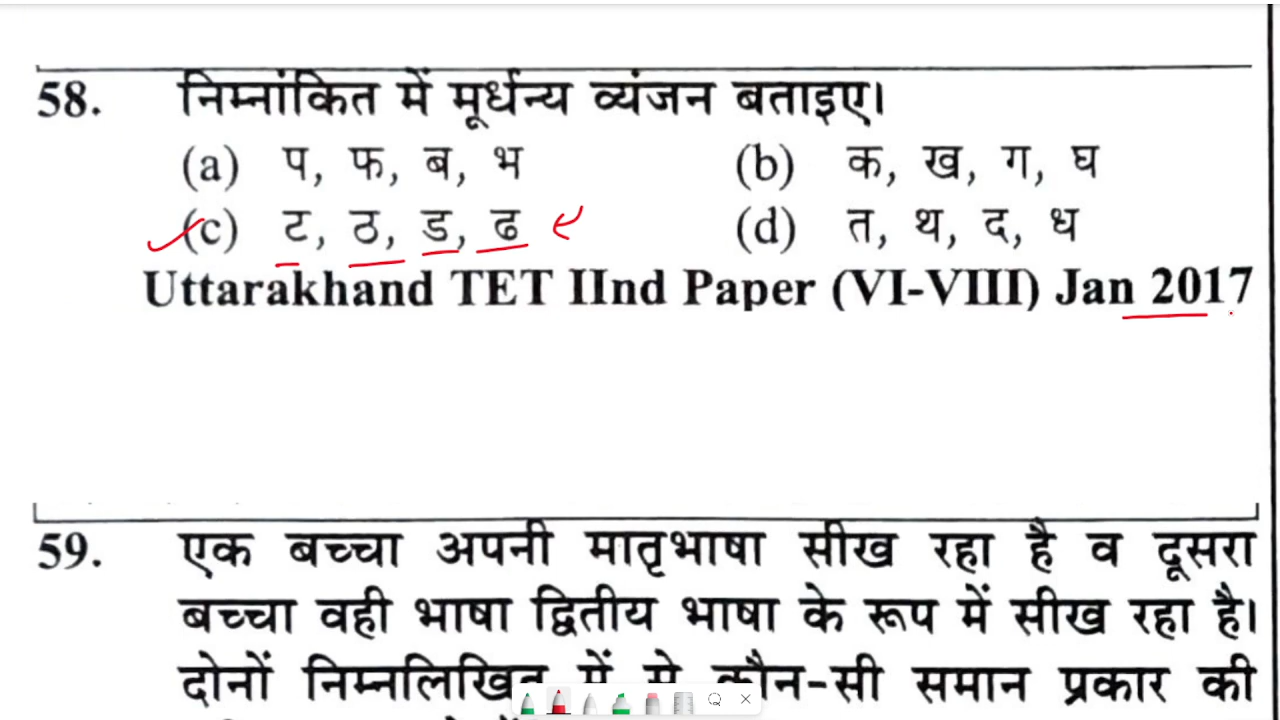 58. निम्नांकित में मूर्धन्य व्यंजन बताइए।
(a) प, फ, ब, भ (b) क, ख, ग, घ
(c) ट, ठ, ड, ढ (d) त, थ, द, ध
Uttarakhand TET IInd Paper (VI-VIII) Jan 2017
59. एक बच्चा अपनी मातृभाषा सीख रहा है व दूसरा
बच्चा वही भाषा द्वितीय भाषा के रूप में सीख रहा है।
दोनों निम्नलिखित में से कौन-सी समान प्रकार की